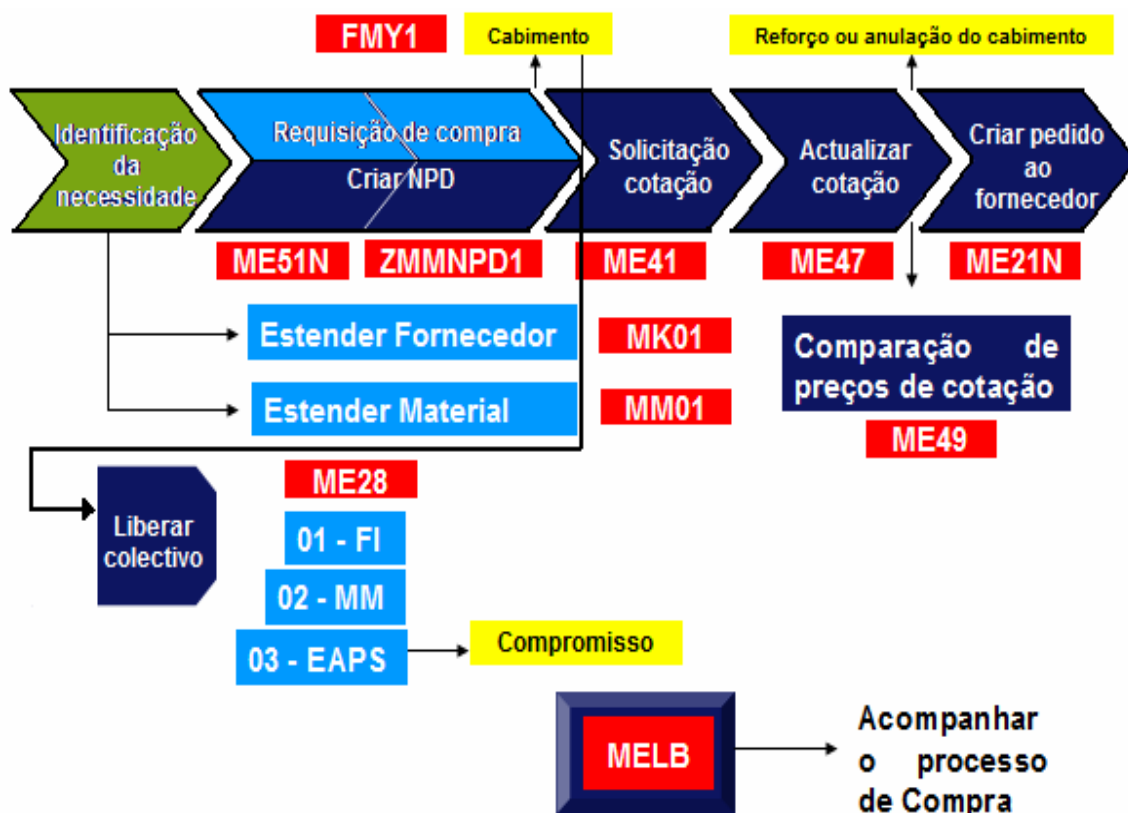 FMY1
Cabimento
Reforço ou anulação do cabimento
Identificação
da
necessidade
Requisição de compra
Criar NPD
Solicitação
cotação
Actualizar
cotação
Criar pedido
ao
fornecedor
ME51N
ZMMNPD1
ME41
ME47
ME21N
Estender Fornecedor
MK01
Estender Material
MM01
Comparação de
preços de cotação
ME49
ME28
Liberar
colectivo
01 - FI
02 - MM
03 - EAPS
Compromisso
MELB
Acompanhar
o processo
de Compra